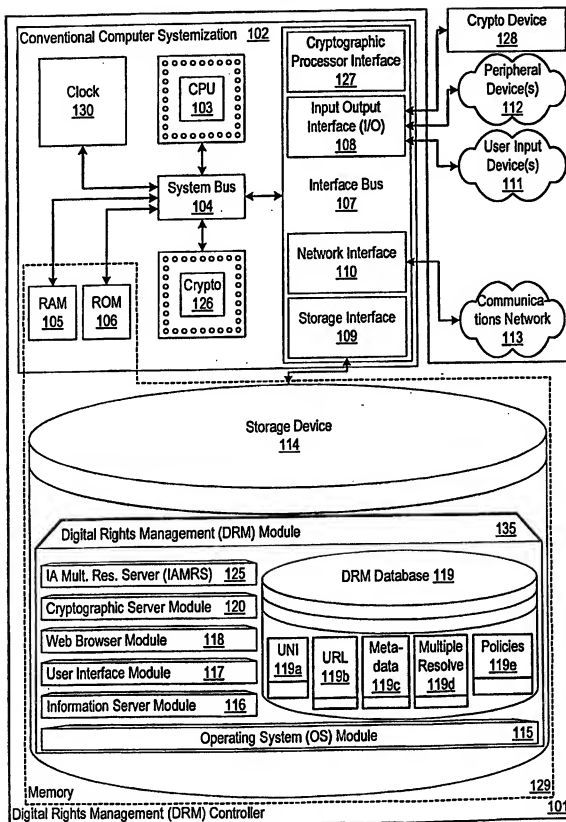 Conventional Computer Systemization 102
Clock
130
CPU
103
System Bus
104
RAM
105
ROM
106
Crypto
126
Cryptographic
Processor Interface
127
Input Output
Interface (I/O)
108
Interface Bus
107
Network Interface
110
Storage Interface
109
Crypto Device
128
Peripheral
Device(s)
112
User Input
Device(s)
111
Communica-
tions Network
113
Storage Device
114
Digital Rights Management (DRM) Module 135
IA Mult. Res. Server (IAMRS) 125
Cryptographic Server Module 120
Web Browser Module 118
User Interface Module 117
Information Server Module 116
DRM Database 119
UNI
119a
URL
119b
Meta-
data
119c
Multiple
Resolve
119d
Policies
119e
Operating System (OS) Module 115
Memory 129
Digital Rights Management (DRM) Controller 101